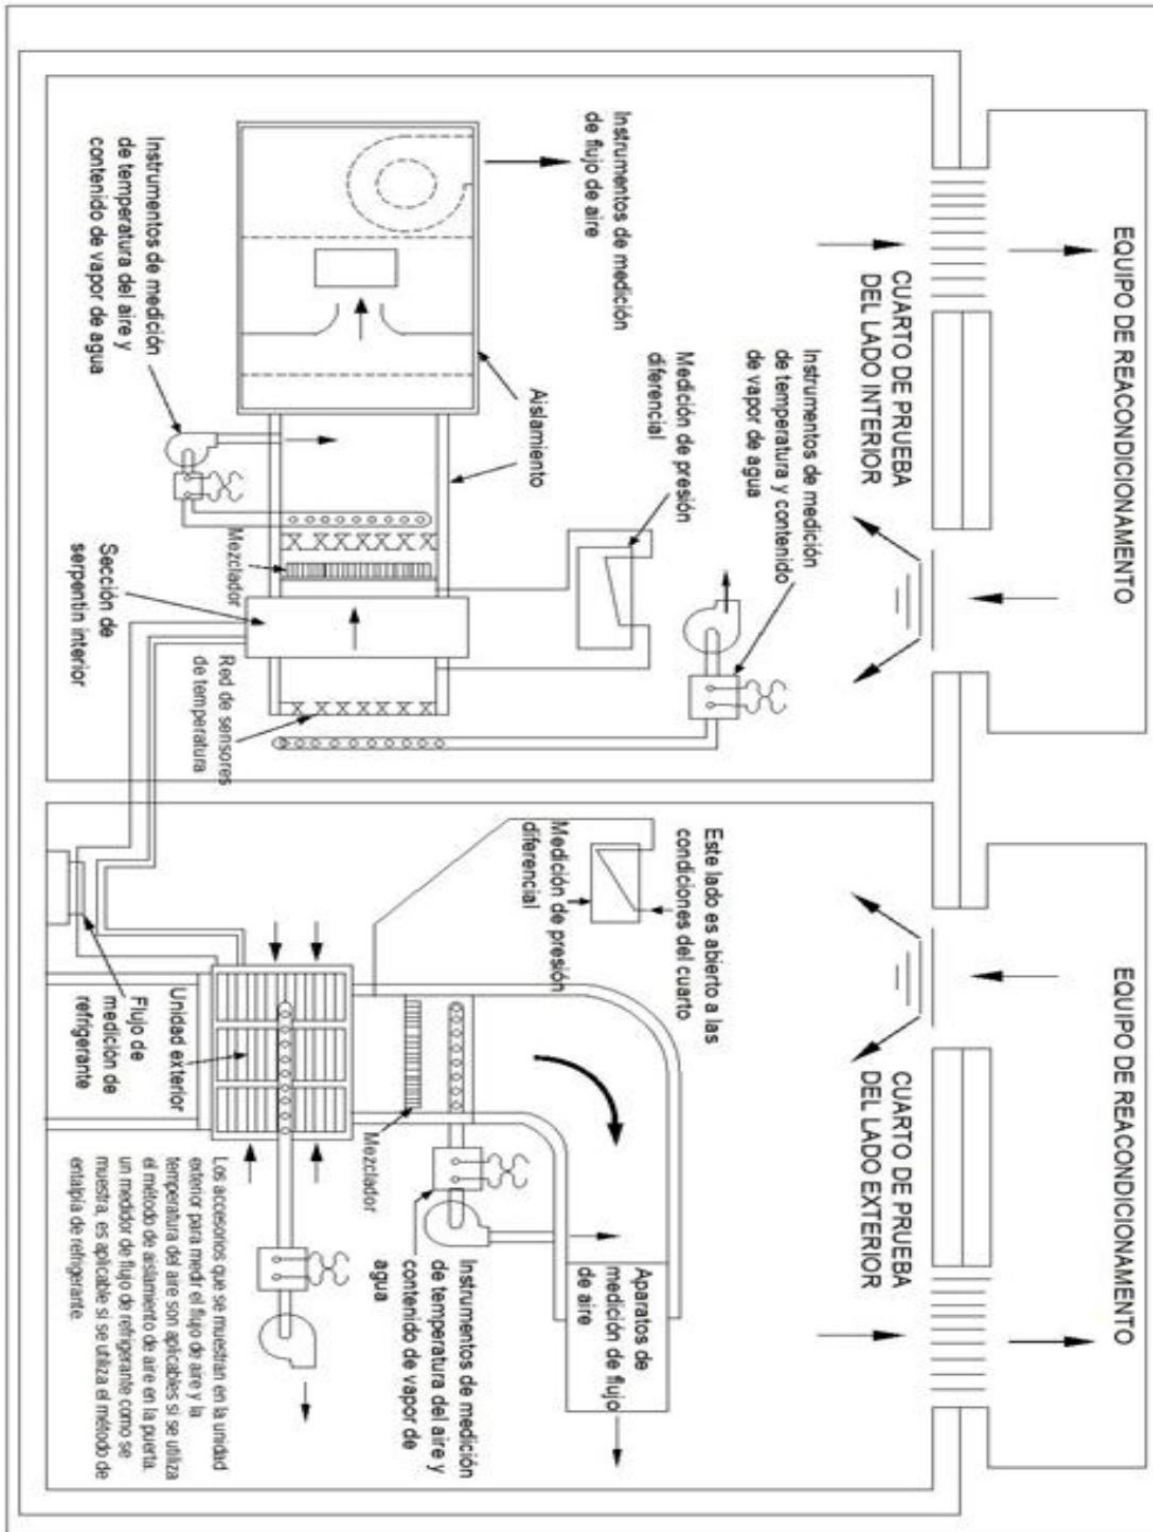 EQUIPO DE REACONDICIONAMENTO
EQUIPO DE REACONDICIONAMENTO
CUARTO DE PRUEBA
DEL LADO INTERIOR
CUARTO DE PRUEBA
DEL LADO EXTERIOR
Instrumentos de medición
de temperatura y contenido
de vapor de agua
Medición de presión
diferencial
Instrumentos de medición
de flujo de aire
Aislamiento
Instrumentos de medición
de temperatura del aire y
contenido de vapor de agua
Mezclador
Sección de
serpentin interior
Red de sensores
de temperatura
Este lado es abierto a las
condiciones del cuarto
Medición de presión
diferencial
Aparatos de
medición de flujo
de aire
Instrumentos de medición
de temperatura del aire y
contenido de vapor de
agua
Mezclador
Unidad exterior
Flujo de
medición de
refrigerante
Los accesorios que se muestran en la unidad
exterior para medir el flujo de aire y la
temperatura del aire son aplicables si se utiliza
el método de aislamiento de aire en la puerta.
un medidor de flujo de refrigerante como se
muestra, es aplicable si se utiliza el método de
entalpía de refrigerante.